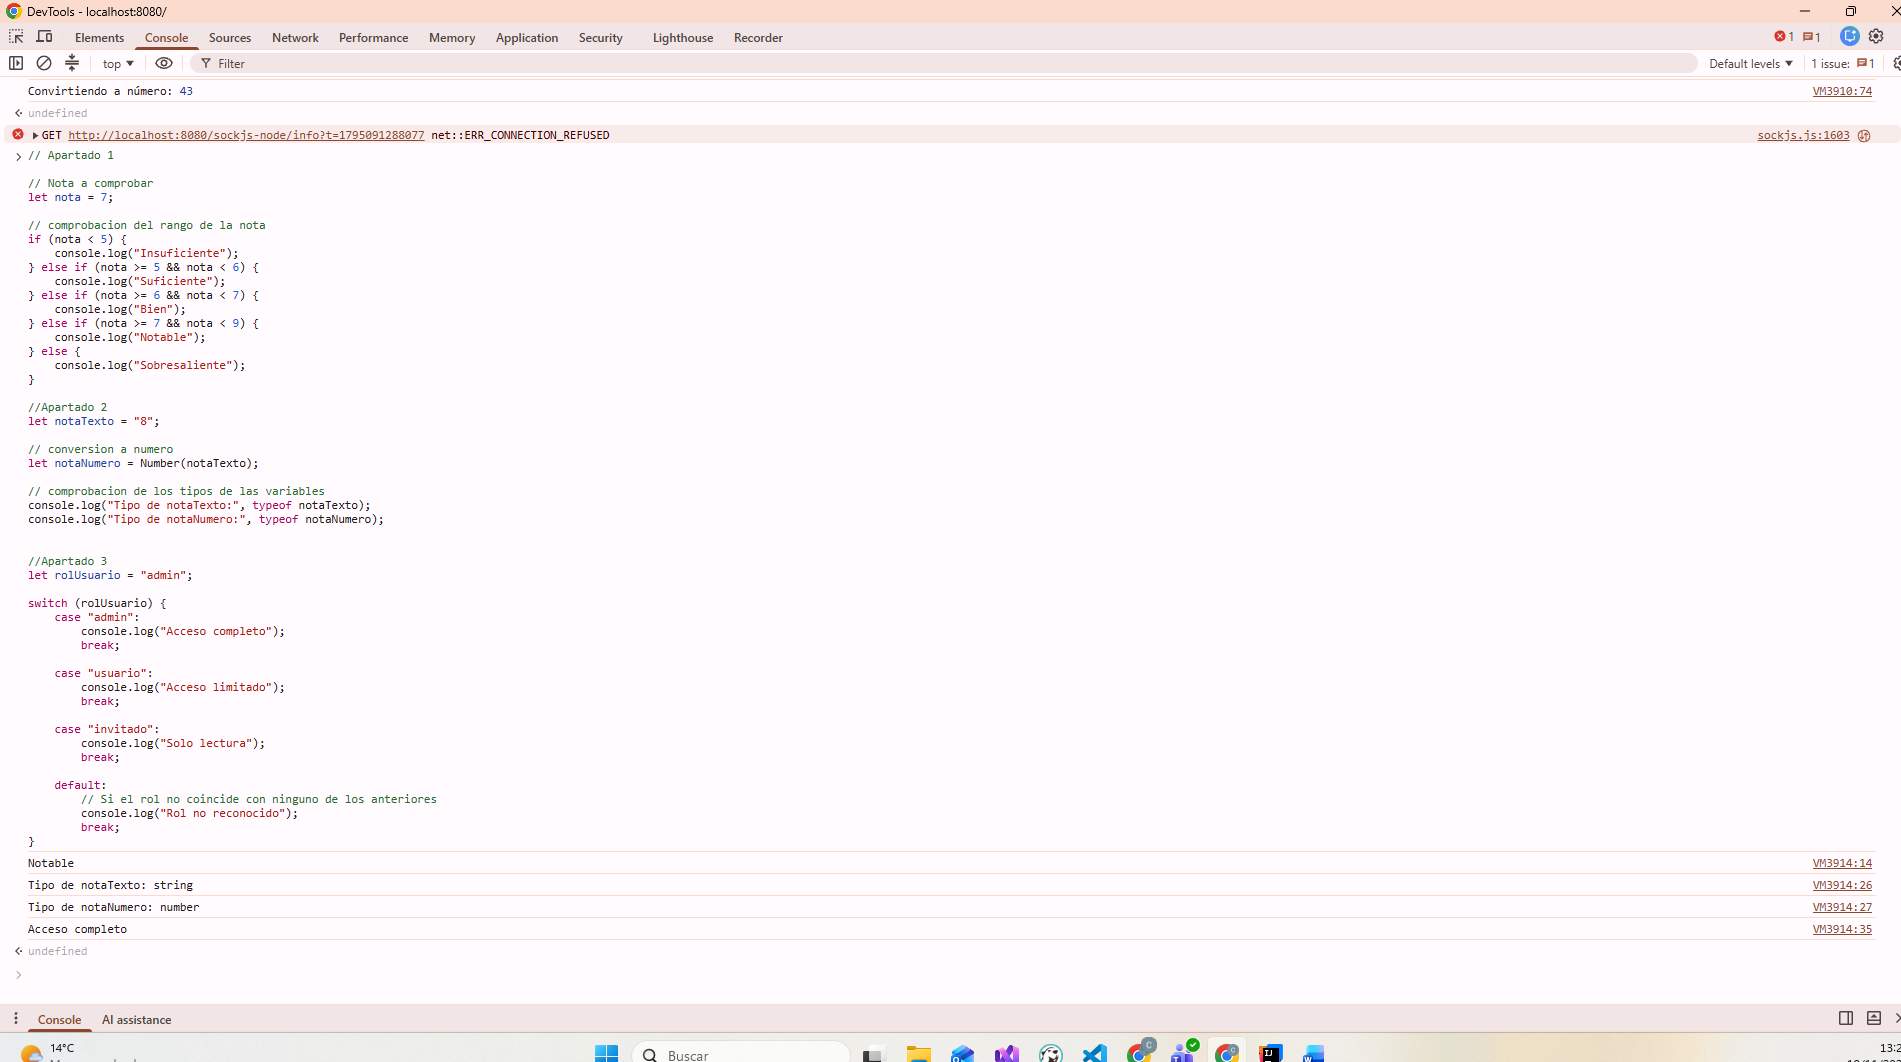 DevTools - localhost:8080/
Elements Console Sources Network Performance Memory Application Security Lighthouse Recorder 1 1
top Filter Default levels 1 issue: 1
Convirtiendo a número: 43 VM3910:74
undefined
GET http://localhost:8080/sockjs-node/info?t=1795091288077 net::ERR_CONNECTION_REFUSED sockjs.js:1603
// Apartado 1
// Nota a comprobar
let nota = 7;
// comprobacion del rango de la nota
if (nota < 5) {
    console.log("Insuficiente");
} else if (nota >= 5 && nota < 6) {
    console.log("Suficiente");
} else if (nota >= 6 && nota < 7) {
    console.log("Bien");
} else if (nota >= 7 && nota < 9) {
    console.log("Notable");
} else {
    console.log("Sobresaliente");
}
//Apartado 2
let notaTexto = "8";
// conversion a numero
let notaNumero = Number(notaTexto);
// comprobacion de los tipos de las variables
console.log("Tipo de notaTexto:", typeof notaTexto);
console.log("Tipo de notaNumero:", typeof notaNumero);
//Apartado 3
let rolUsuario = "admin";
switch (rolUsuario) {
    case "admin":
        console.log("Acceso completo");
        break;
    case "usuario":
        console.log("Acceso limitado");
        break;
    case "invitado":
        console.log("Solo lectura");
        break;
    default:
        // Si el rol no coincide con ninguno de los anteriores
        console.log("Rol no reconocido");
        break;
}
Notable VM3914:14
Tipo de notaTexto: string VM3914:26
Tipo de notaNumero: number VM3914:27
Acceso completo VM3914:35
undefined
Console AI assistance
14°C
Buscar
13:2